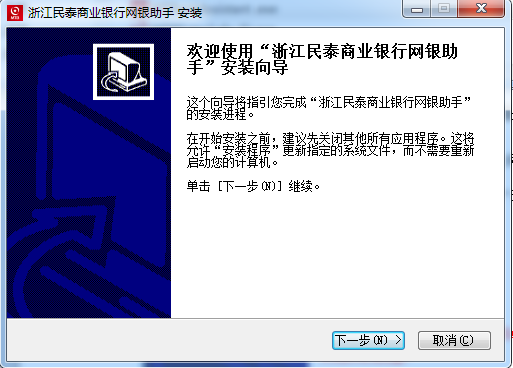 浙江民泰商业银行网银助手 安装
欢迎使用“浙江民泰商业银行网银助
手”安装向导
这个向导将指引您完成“浙江民泰商业银行网银助手”
的安装进程。
在开始安装之前，建议先关闭其他所有应用程序。这将
允许“安装程序”更新指定的系统文件，而不需要重新
启动您的计算机。
单击 [下一步(N)] 继续。
下一步(N) >
取消(C)